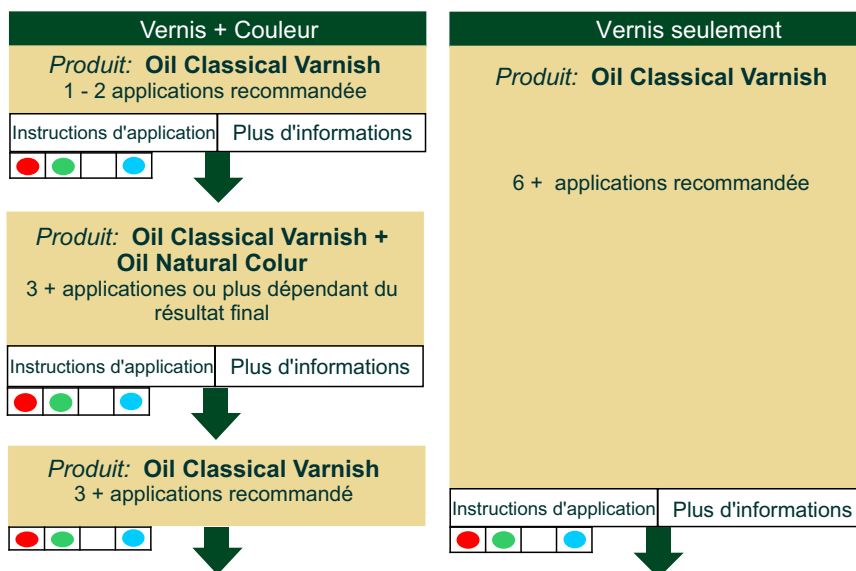 Vernis + Couleur
Produit: Oil Classical Varnish
1 - 2 applications recommandée
Instructions d'application
Plus d'informations
Produit: Oil Classical Varnish +
Oil Natural Colur
3 + applicationes ou plus dépendant du
résultat final
Instructions d'application
Plus d'informations
Produit: Oil Classical Varnish
3 + applications recommandé
Vernis seulement
Produit: Oil Classical Varnish
6 + applications recommandée
Instructions d'application
Plus d'informations